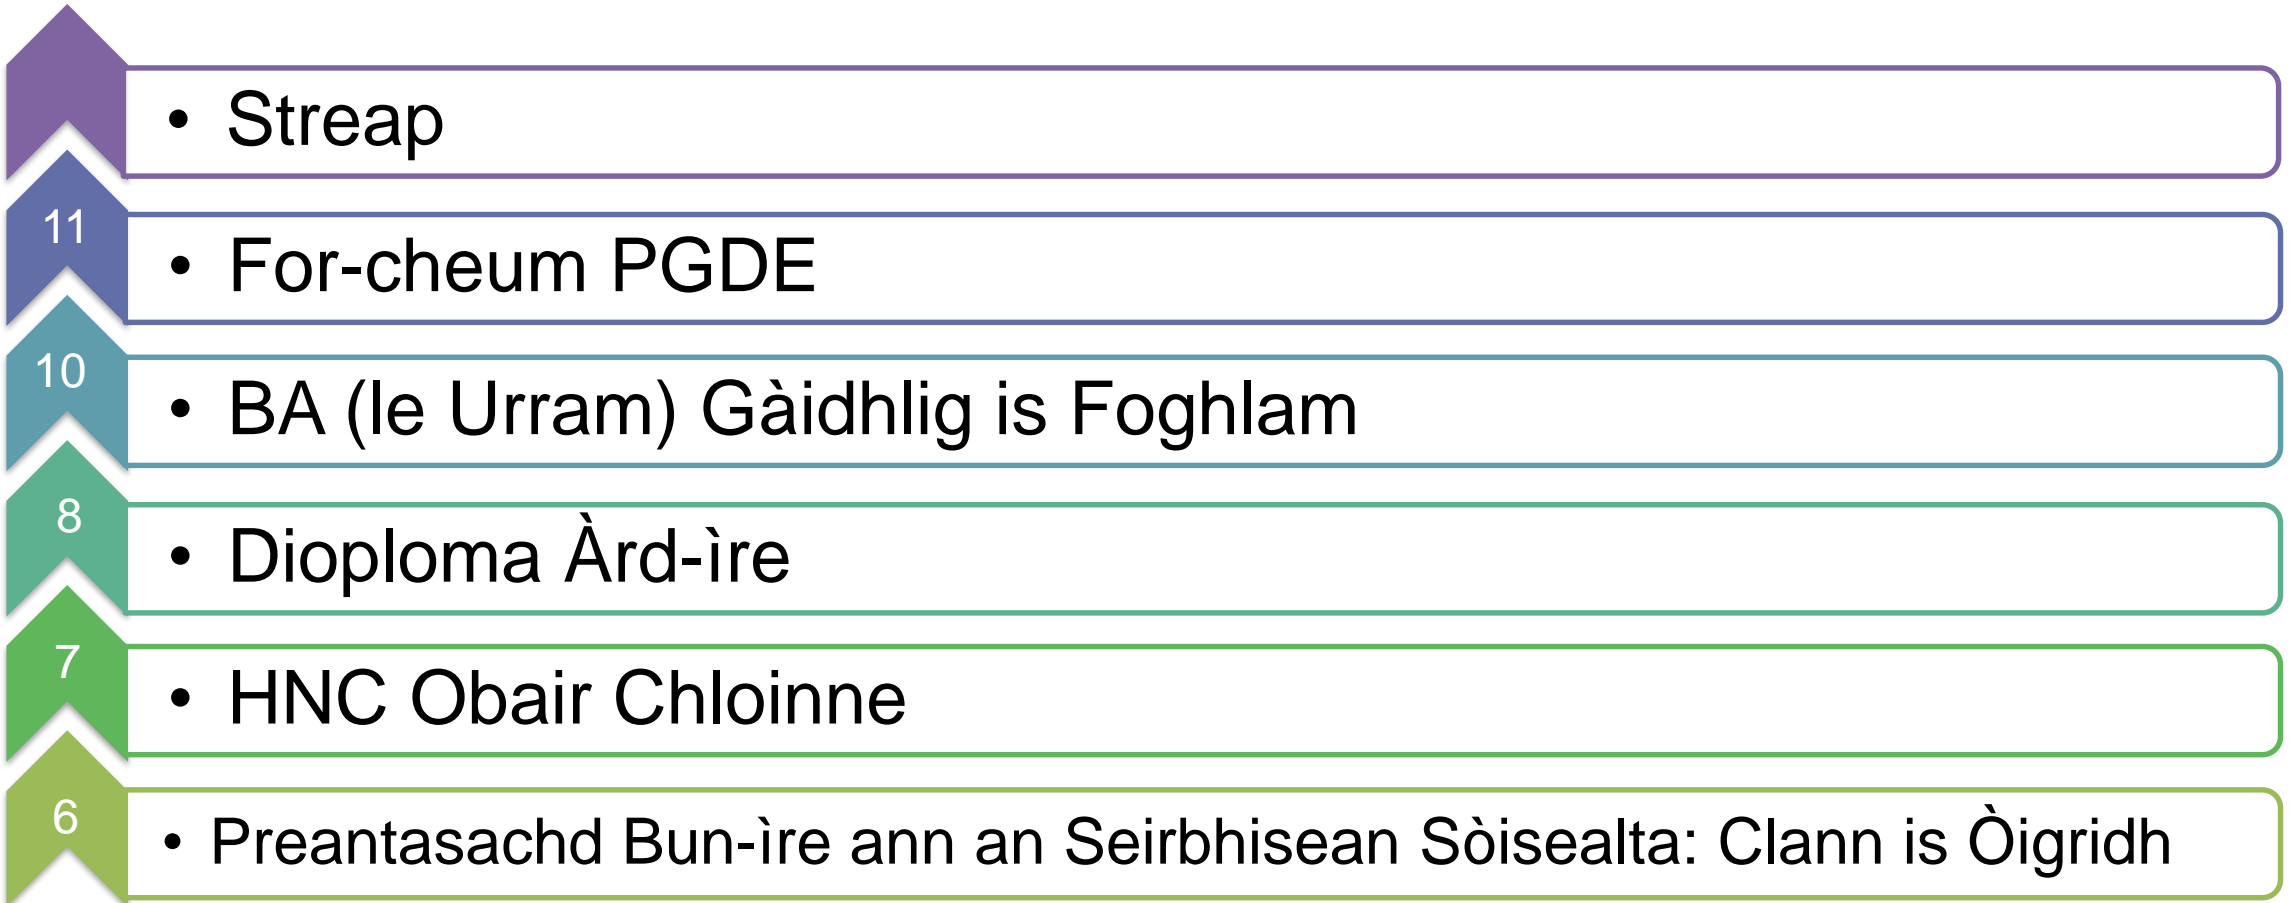 • Streap
11
• For-cheum PGDE
10
• BA (le Urram) Gàidhlig is Foghlam
8
• Dioploma Àrd-ìre
7
• HNC Obair Chloinne
6
• Preantasachd Bun-ìre ann an Seirbhisean Sòisealta: Clann is Òigridh